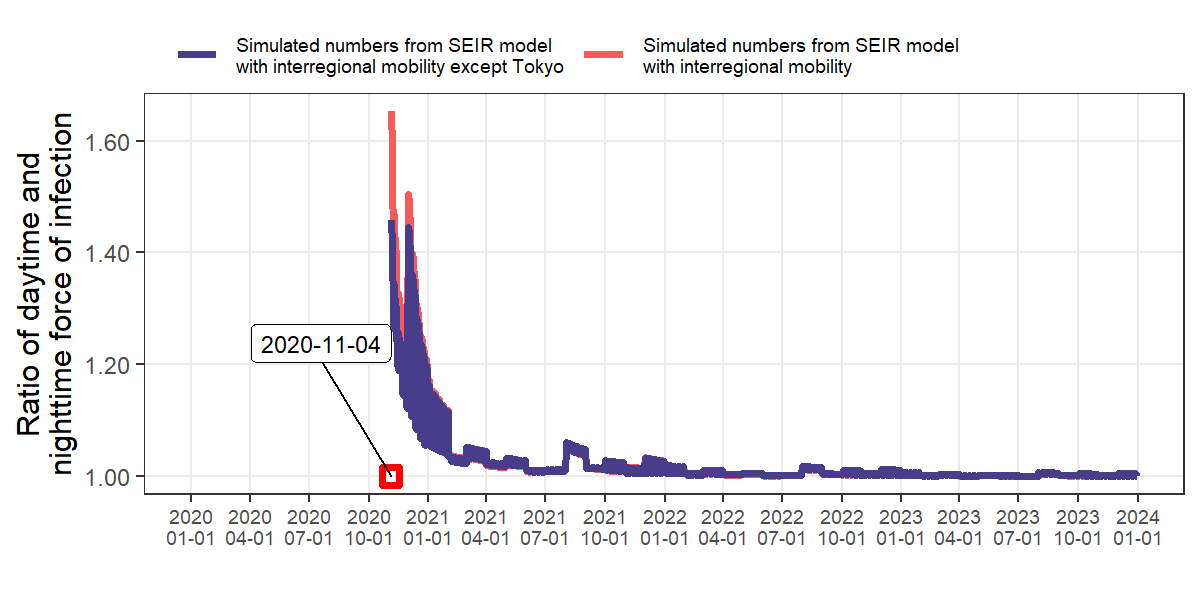 Simulated numbers from SEIR model
with interregional mobility except Tokyo
Simulated numbers from SEIR model
with interregional mobility
Ratio of daytime and
nighttime force of infection
1.60
1.40
1.20
1.00
2020-11-04
2020 2020 2020 2020 2021 2021 2021 2021 2022 2022 2022 2022 2023 2023 2023 2023 2024
01-01 04-01 07-01 10-01 01-01 04-01 07-01 10-01 01-01 04-01 07-01 10-01 01-01 04-01 07-01 10-01 01-01